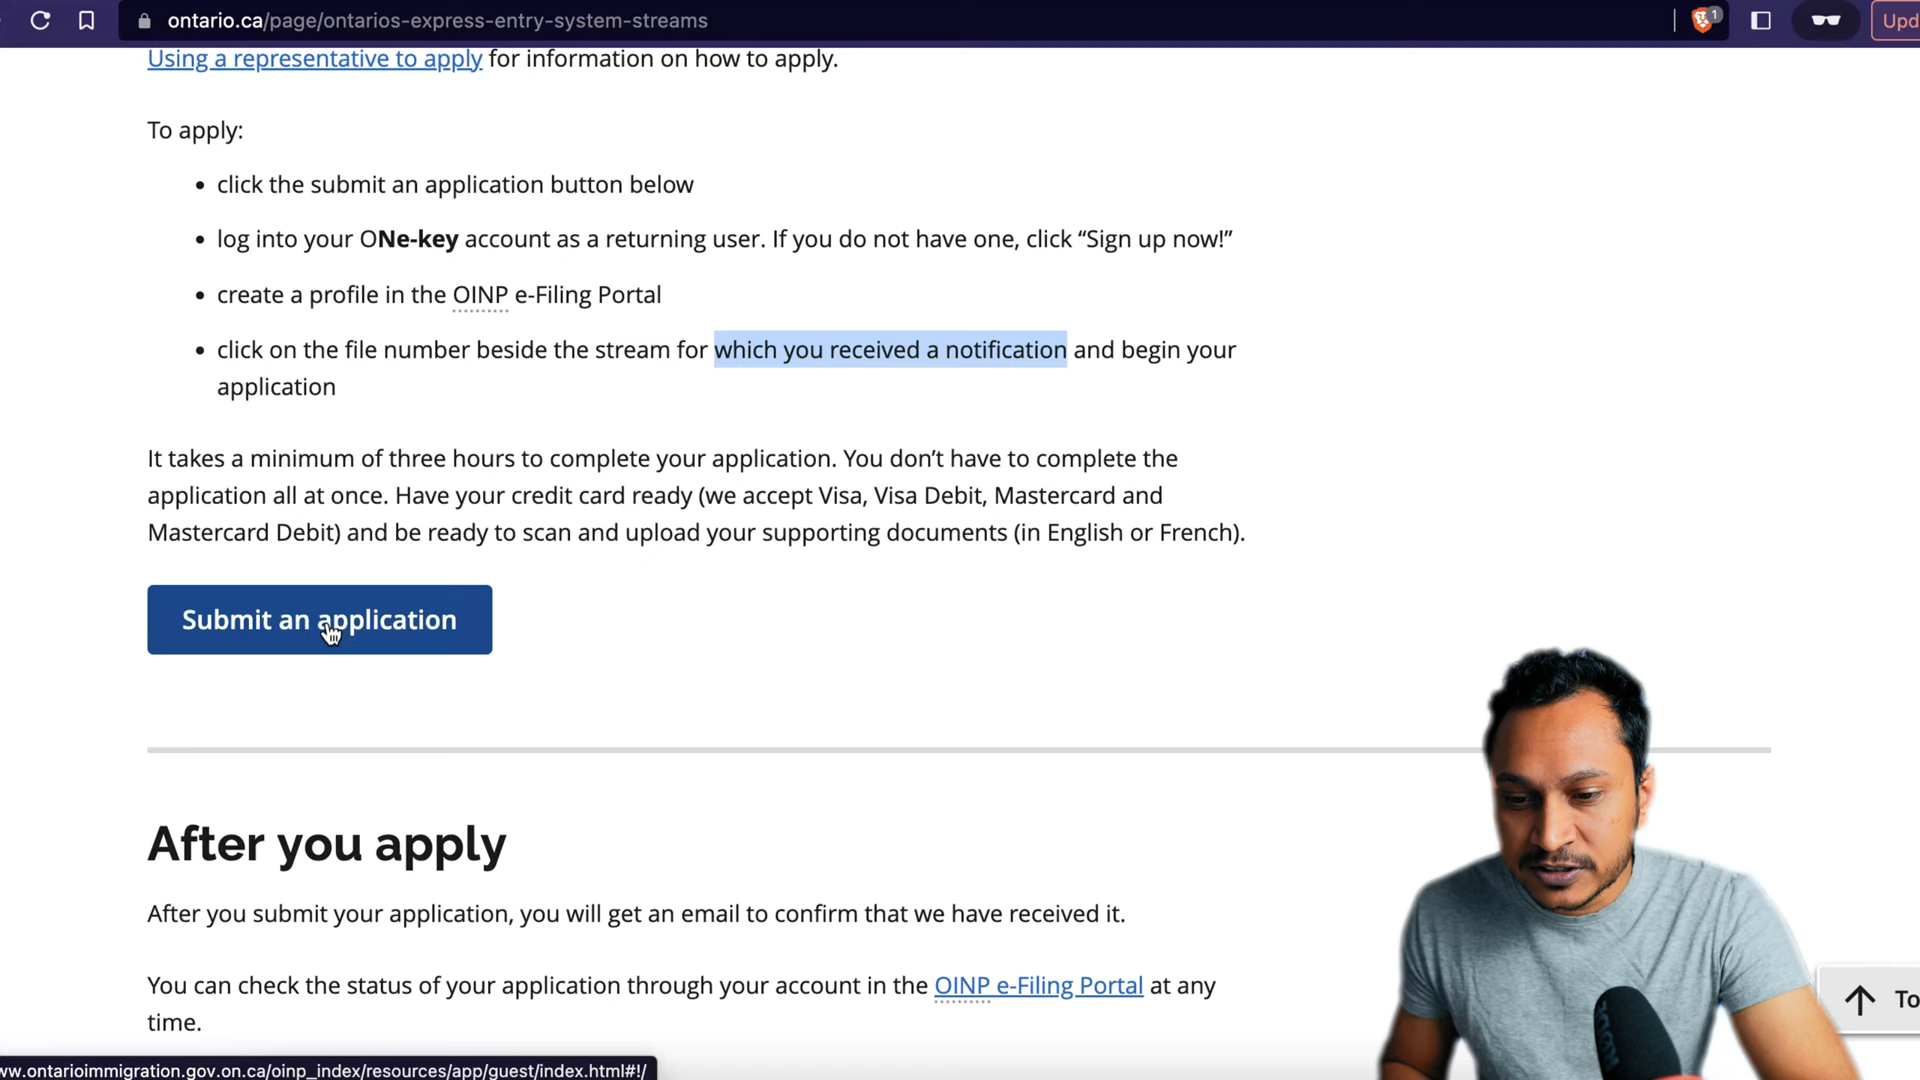 ontario.ca/page/ontarios-express-entry-system-streams
1
Upd
Using a representative to apply for information on how to apply.
To apply:
• click the submit an application button below
• log into your ONe-key account as a returning user. If you do not have one, click “Sign up now!”
• create a profile in the OINP e-Filing Portal
• click on the file number beside the stream for which you received a notification and begin your
application
It takes a minimum of three hours to complete your application. You don’t have to complete the
application all at once. Have your credit card ready (we accept Visa, Visa Debit, Mastercard and
Mastercard Debit) and be ready to scan and upload your supporting documents (in English or French).
Submit an application
After you apply
After you submit your application, you will get an email to confirm that we have received it.
You can check the status of your application through your account in the OINP e-Filing Portal at any
time.
To
ww.ontarioimmigration.gov.on.ca/oinp_index/resources/app/guest/index.html#!/